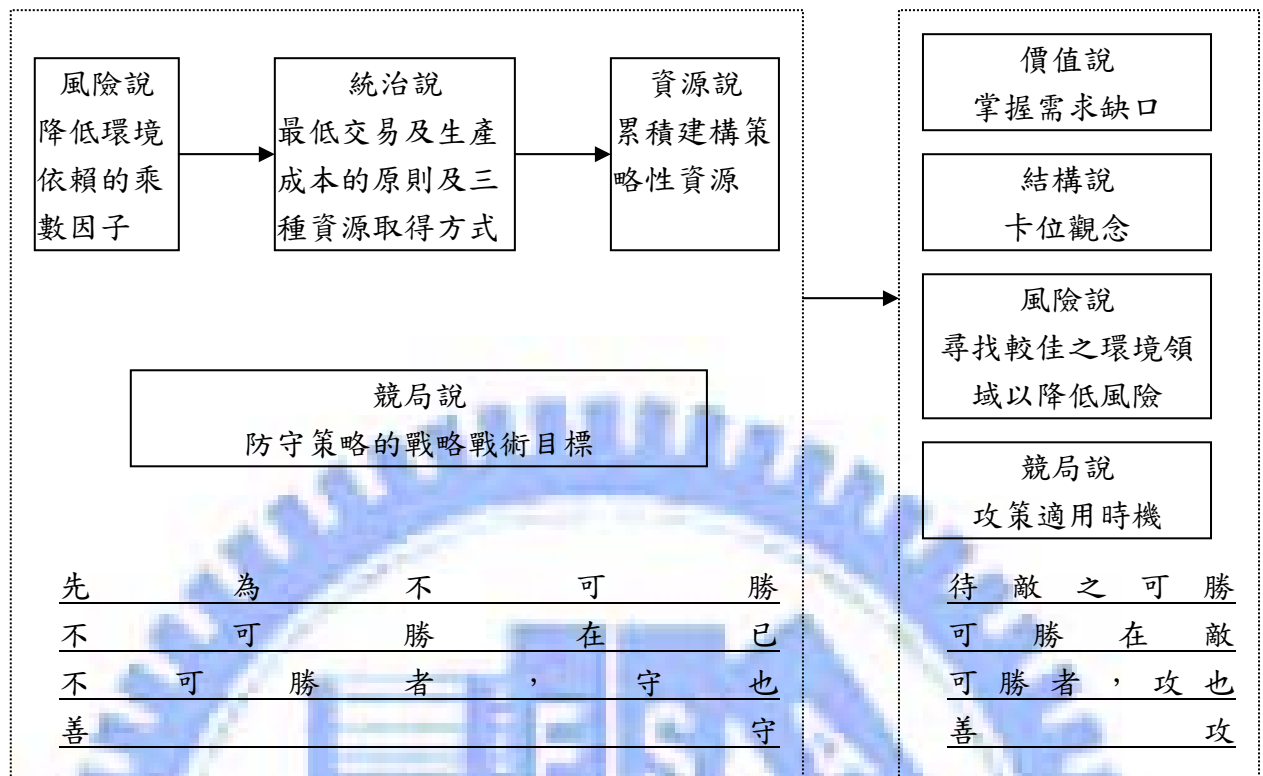 風險說
降低環境
依賴的乘
數因子
統治說
最低交易及生產
成本的原則及三
種資源取得方式
資源說
累積建構策
略性資源
競局說
防守策略的戰略戰術目標
先為不可勝
不可勝在已
不可勝者，守也
善守
價值說
掌握需求缺口
結構說
卡位觀念
風險說
尋找較佳之環境領
域以降低風險
競局說
攻策適用時機
待敵之可勝
可勝在敵
可勝者，攻也
善攻